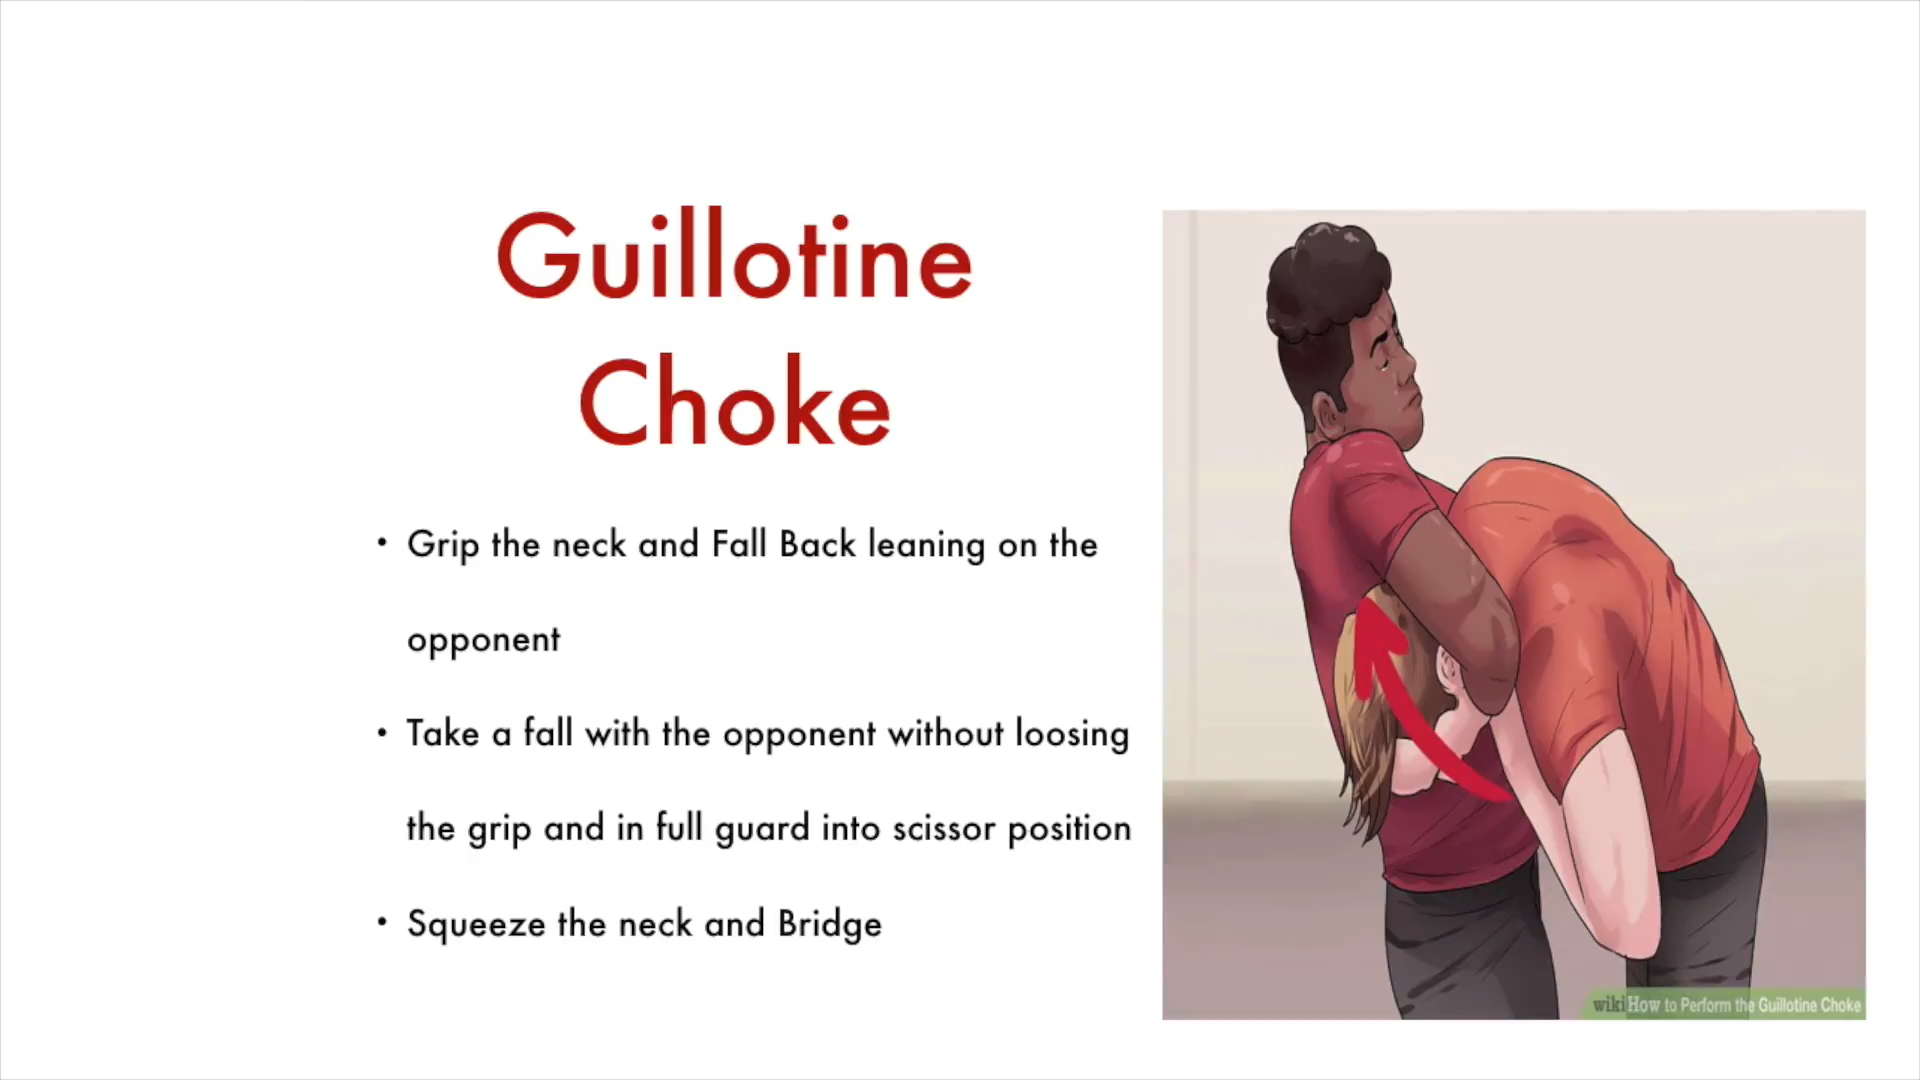 Guillotine
Choke
• Grip the neck and Fall Back leaning on the
opponent
• Take a fall with the opponent without loosing
the grip and in full guard into scissor position
• Squeeze the neck and Bridge
wikiHow to Perform the Guillotine Choke